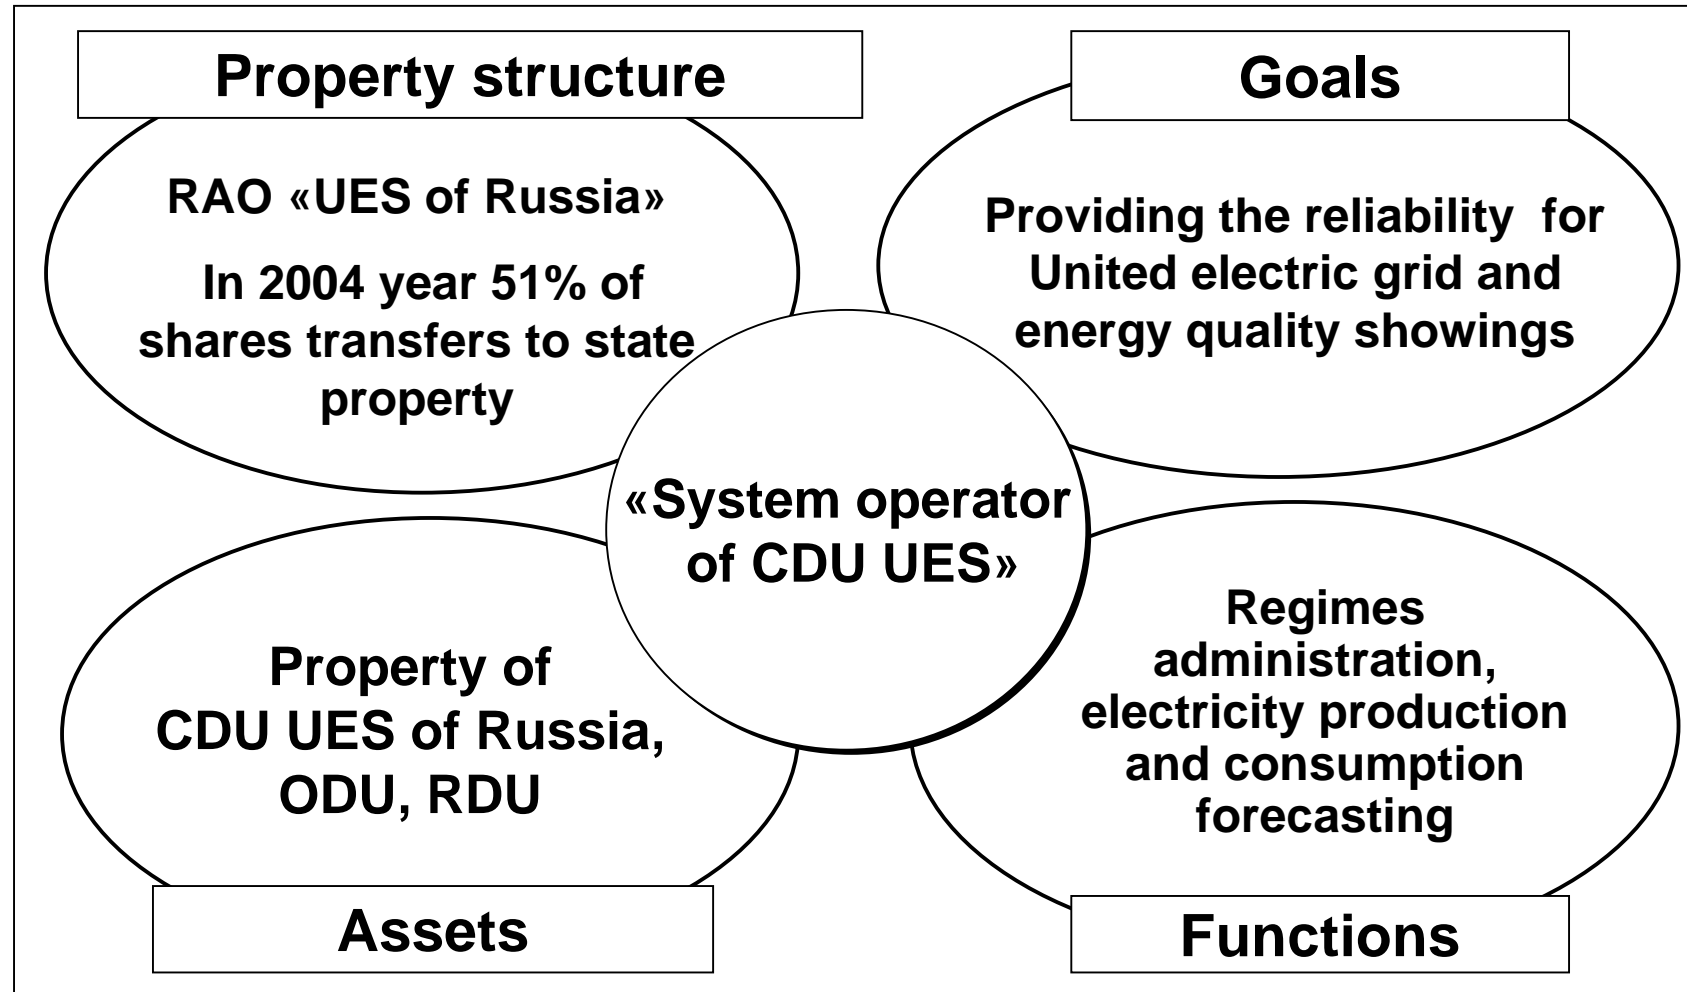 Property structure
RAO «UES of Russia»
In 2004 year 51% of
shares transfers to state
property
Goals
Providing the reliability for
United electric grid and
energy quality showings
«System operator
of CDU UES»
Property of
CDU UES of Russia,
ODU, RDU
Assets
Regimes
administration,
electricity production
and consumption
forecasting
Functions